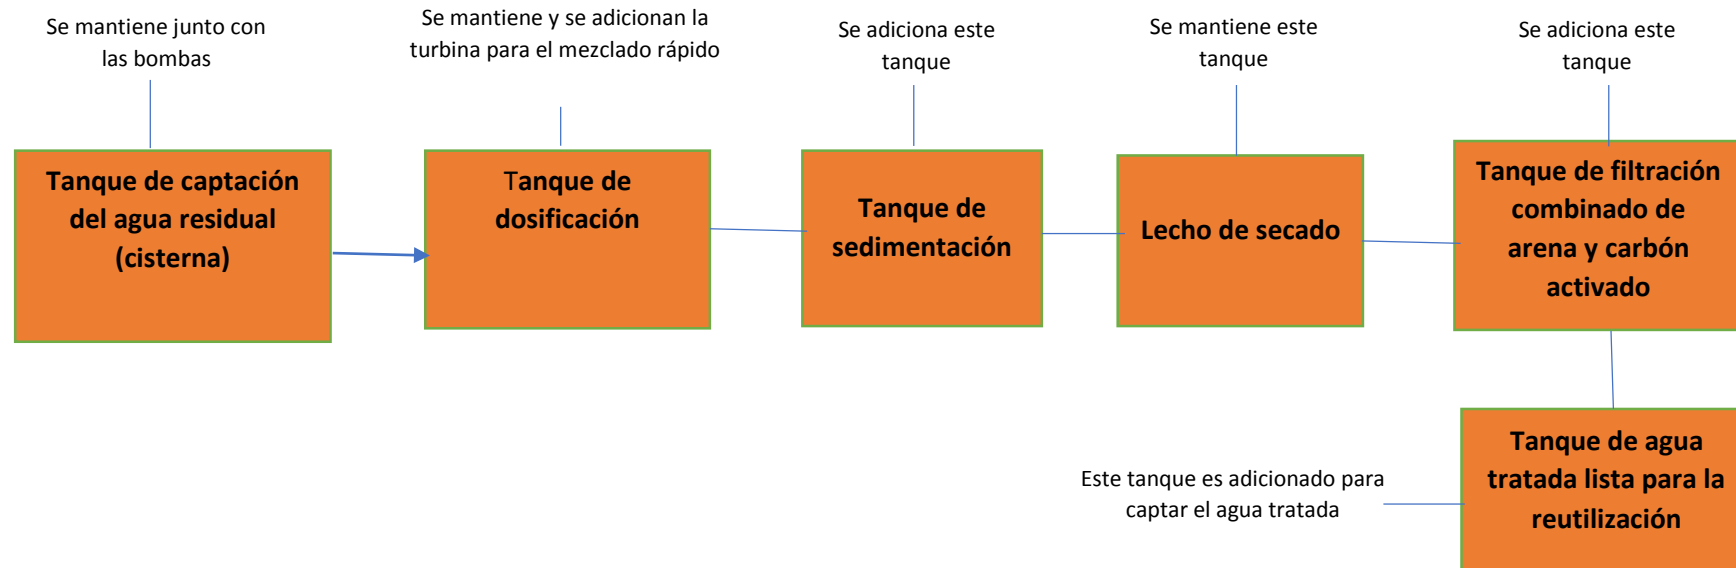 Se mantiene junto con
las bombas
Se mantiene y se adicionan la
turbina para el mezclado rápido
Se adiciona este
tanque
Se mantiene este
tanque
Se adiciona este
tanque
Tanque de captación
del agua residual
(cisterna)
Tanque de
dosificación
Tanque de
sedimentación
Lecho de secado
Tanque de filtración
combinado de
arena y carbón
activado
Este tanque es adicionado para
captar el agua tratada
Tanque de agua
tratada lista para la
reutilización